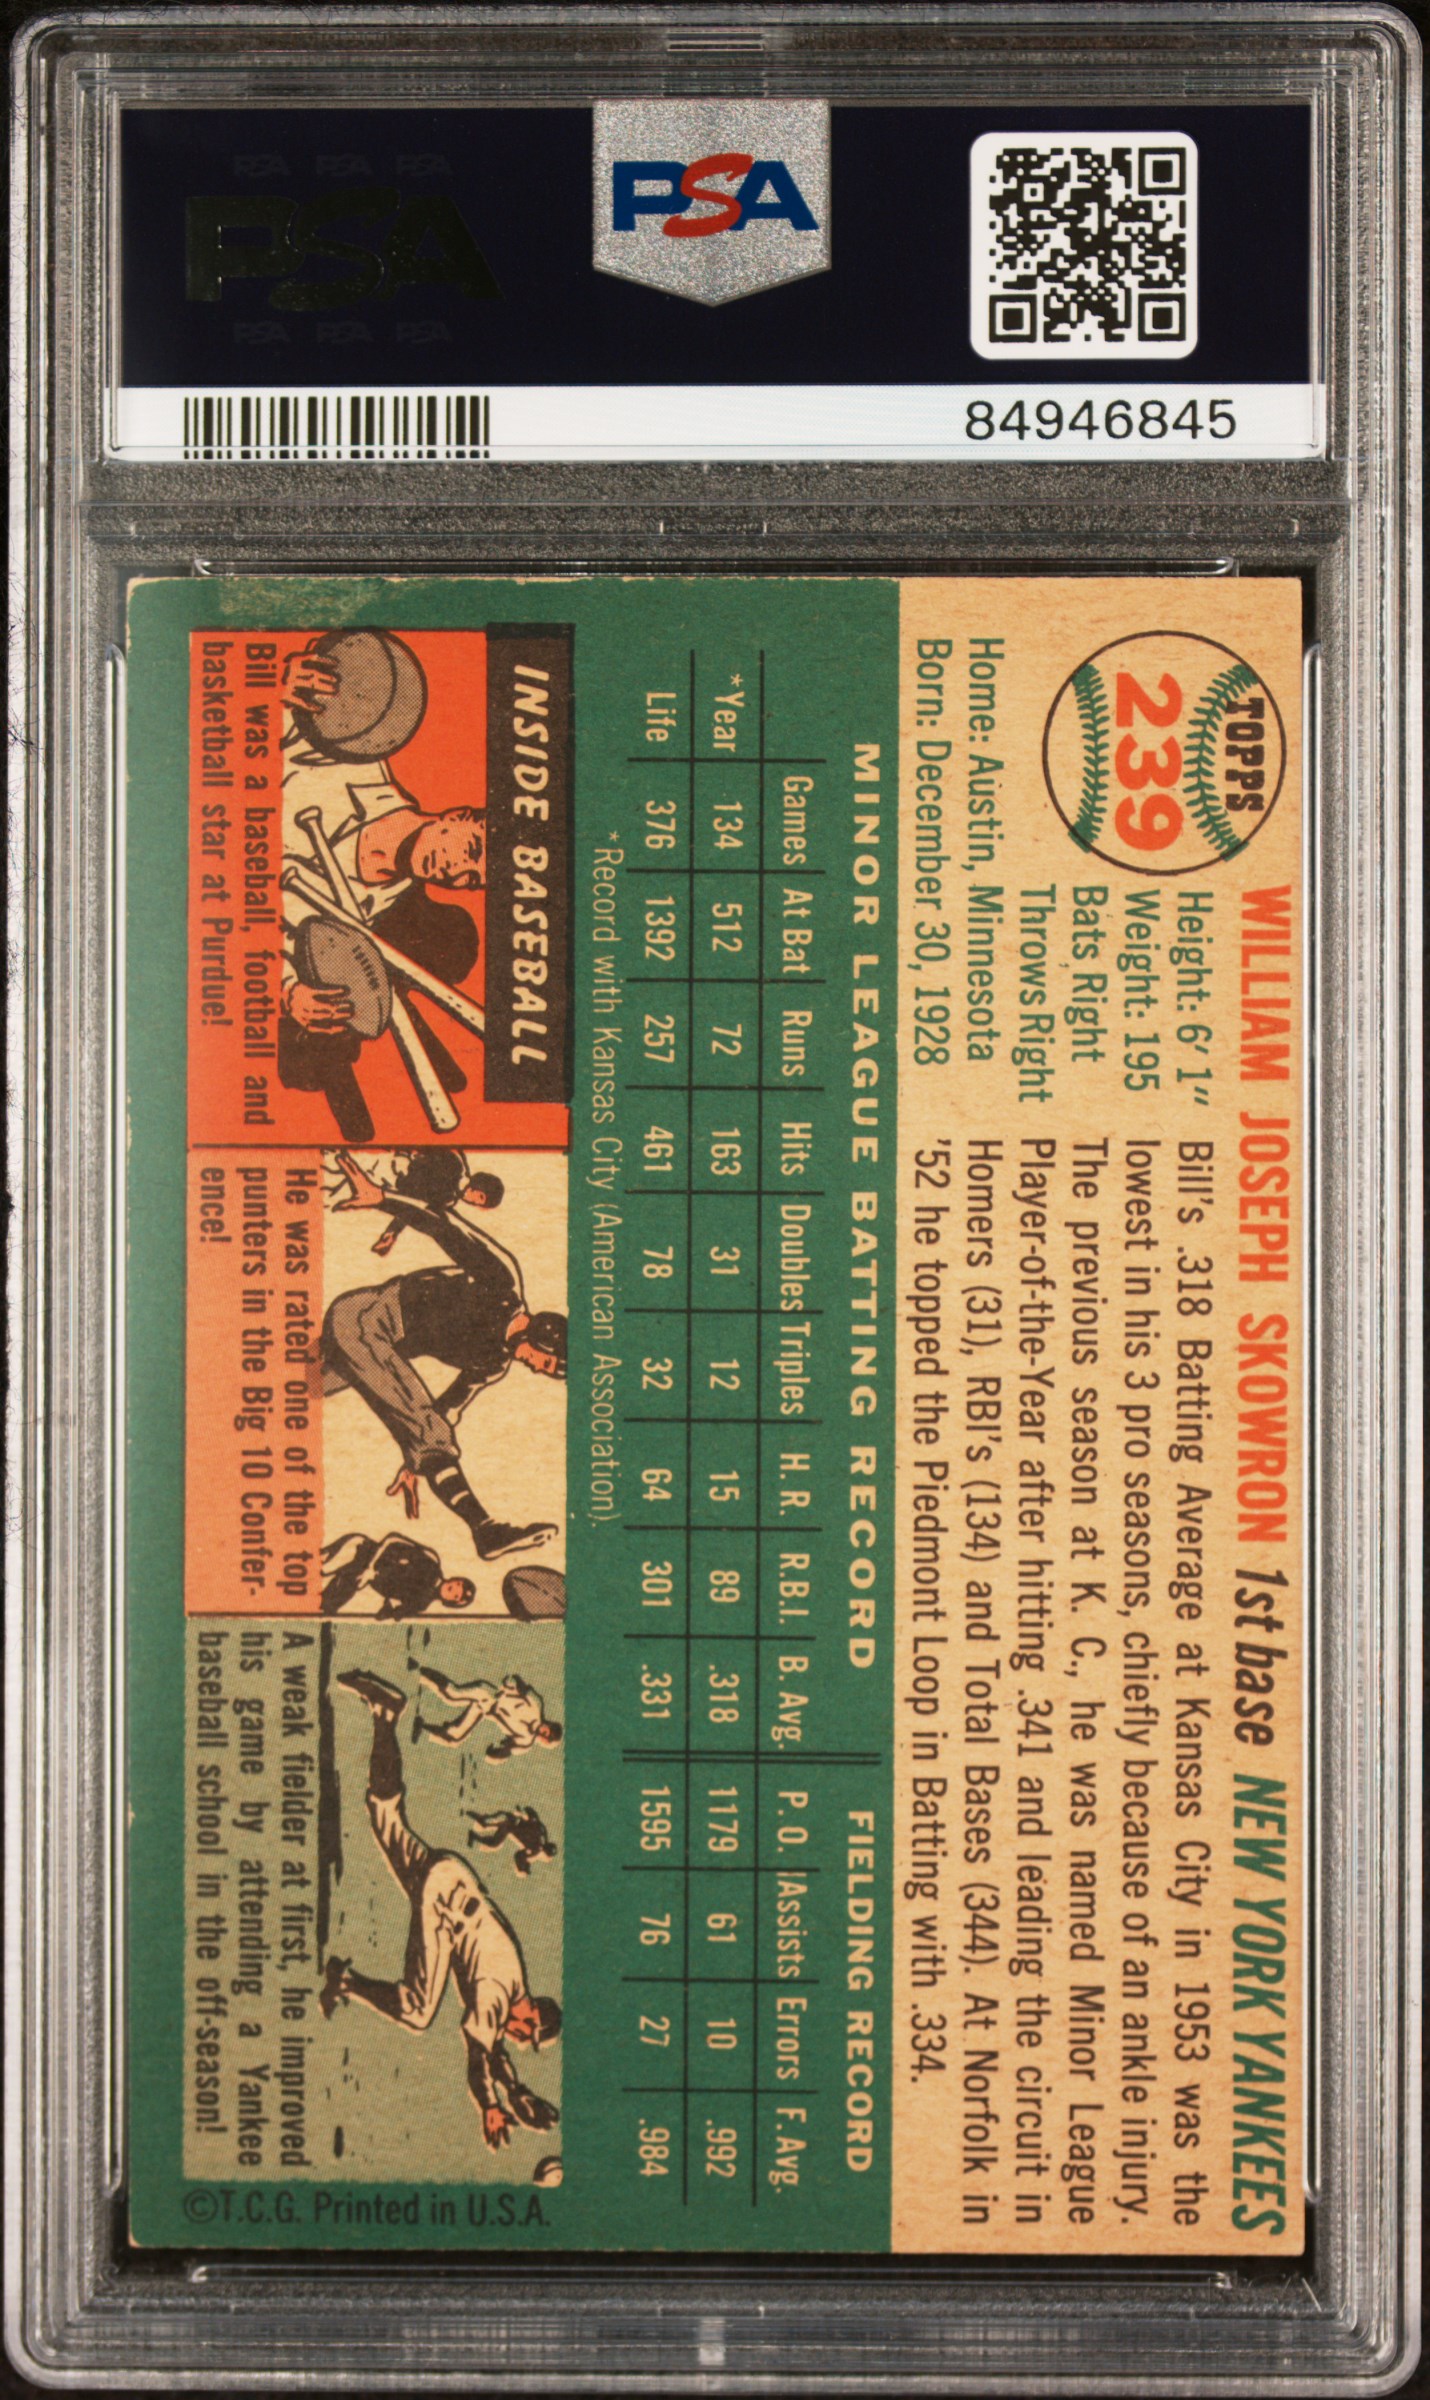 PSA PSA PSA
PSA
PSA PSA PSA
PSA
84946845
TOPPS
239
WILLIAM JOSEPH SKOWRON 1st base NEW YORK YANKEES
Height: 6' 1"
Weight: 195
Bats Right
Throws Right
Home: Austin, Minnesota
Born: December 30, 1928
Bill's .318 Batting Average at Kansas City in 1953 was the
lowest in his 3 pro seasons, chiefly because of an ankle injury.
The previous season at K. C., he was named Minor League
Player-of-the-Year after hitting .341 and leading the circuit in
Homers (31), RBI's (134) and Total Bases (344). At Norfolk in
'52 he topped the Piedmont Loop in Batting with .334.
MINOR LEAGUE BATTING RECORD FIELDING RECORD
Games At Bat Runs Hits Doubles Triples H. R. R.B.I. B. Avg. P. O. Assists Errors F. Avg.
*Year 134 512 72 163 31 12 15 89 .318 1179 61 10 .992
Life 376 1392 257 461 78 32 64 301 .331 1595 76 27 .984
*Record with Kansas City (American Association).
INSIDE BASEBALL
Bill was a baseball, football and
basketball star at Purdue!
He was rated one of the top
punters in the Big 10 Confer-
ence!
A weak fielder at first, he improved
his game by attending a Yankee
baseball school in the off-season!
©T.C.G. Printed in U.S.A.